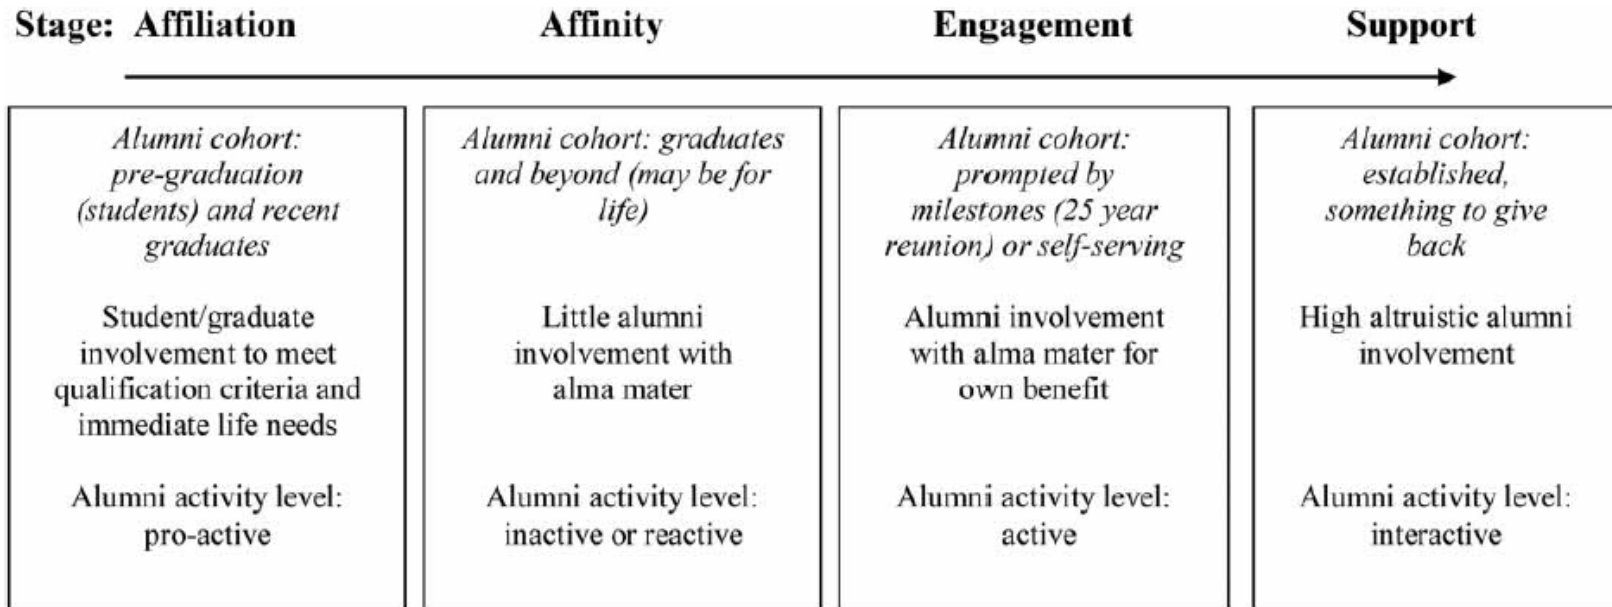 Stage: Affiliation Affinity Engagement Support
Alumni cohort:
pre-graduation
(students) and recent
graduates
Student/graduate
involvement to meet
qualification criteria and
immediate life needs
Alumni activity level:
pro-active
Alumni cohort: graduates
and beyond (may be for
life)
Little alumni
involvement with
alma mater
Alumni activity level:
inactive or reactive
Alumni cohort:
prompted by
milestones (25 year
reunion) or self-serving
Alumni involvement
with alma mater for
own benefit
Alumni activity level:
active
Alumni cohort:
established,
something to give
back
High altruistic alumni
involvement
Alumni activity level:
interactive